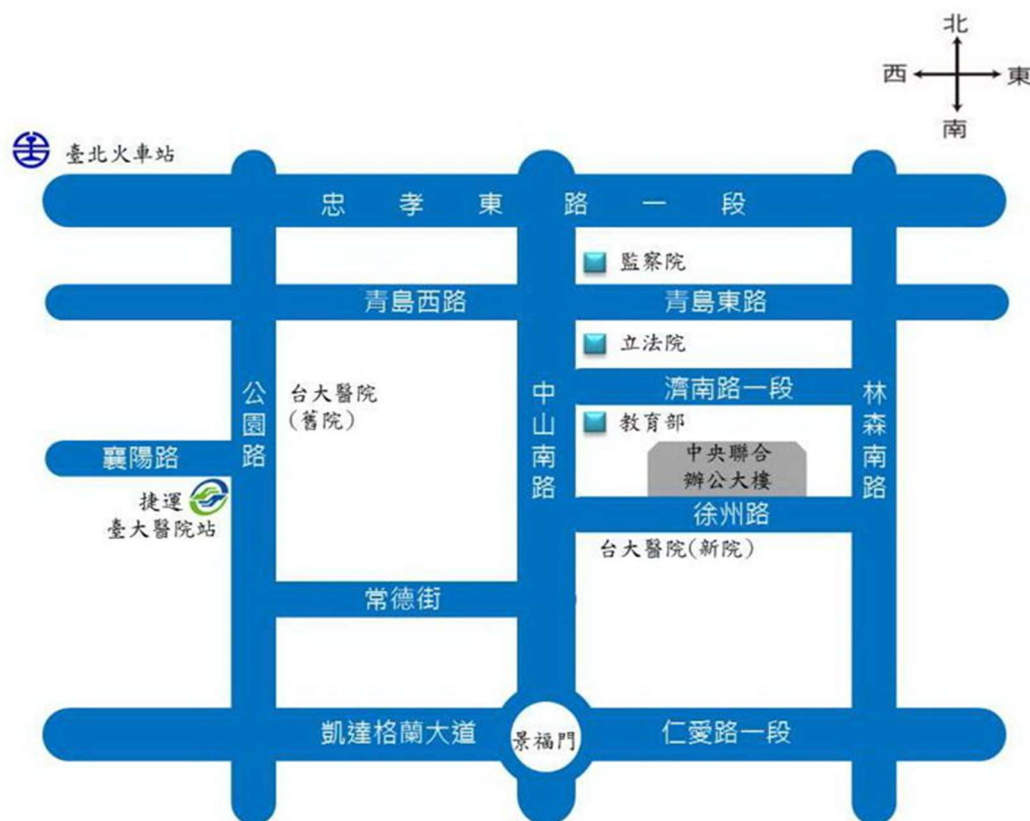 北
西 東
南
臺北火車站
忠孝東路一段
監察院
青島西路
青島東路
立法院
台大醫院
(舊院)
公園路
中山南路
濟南路一段
林森南路
教育部
襄陽路
中央聯合
辦公大樓
捷運
臺大醫院站
徐州路
台大醫院(新院)
常德街
凱達格蘭大道
景福門
仁愛路一段